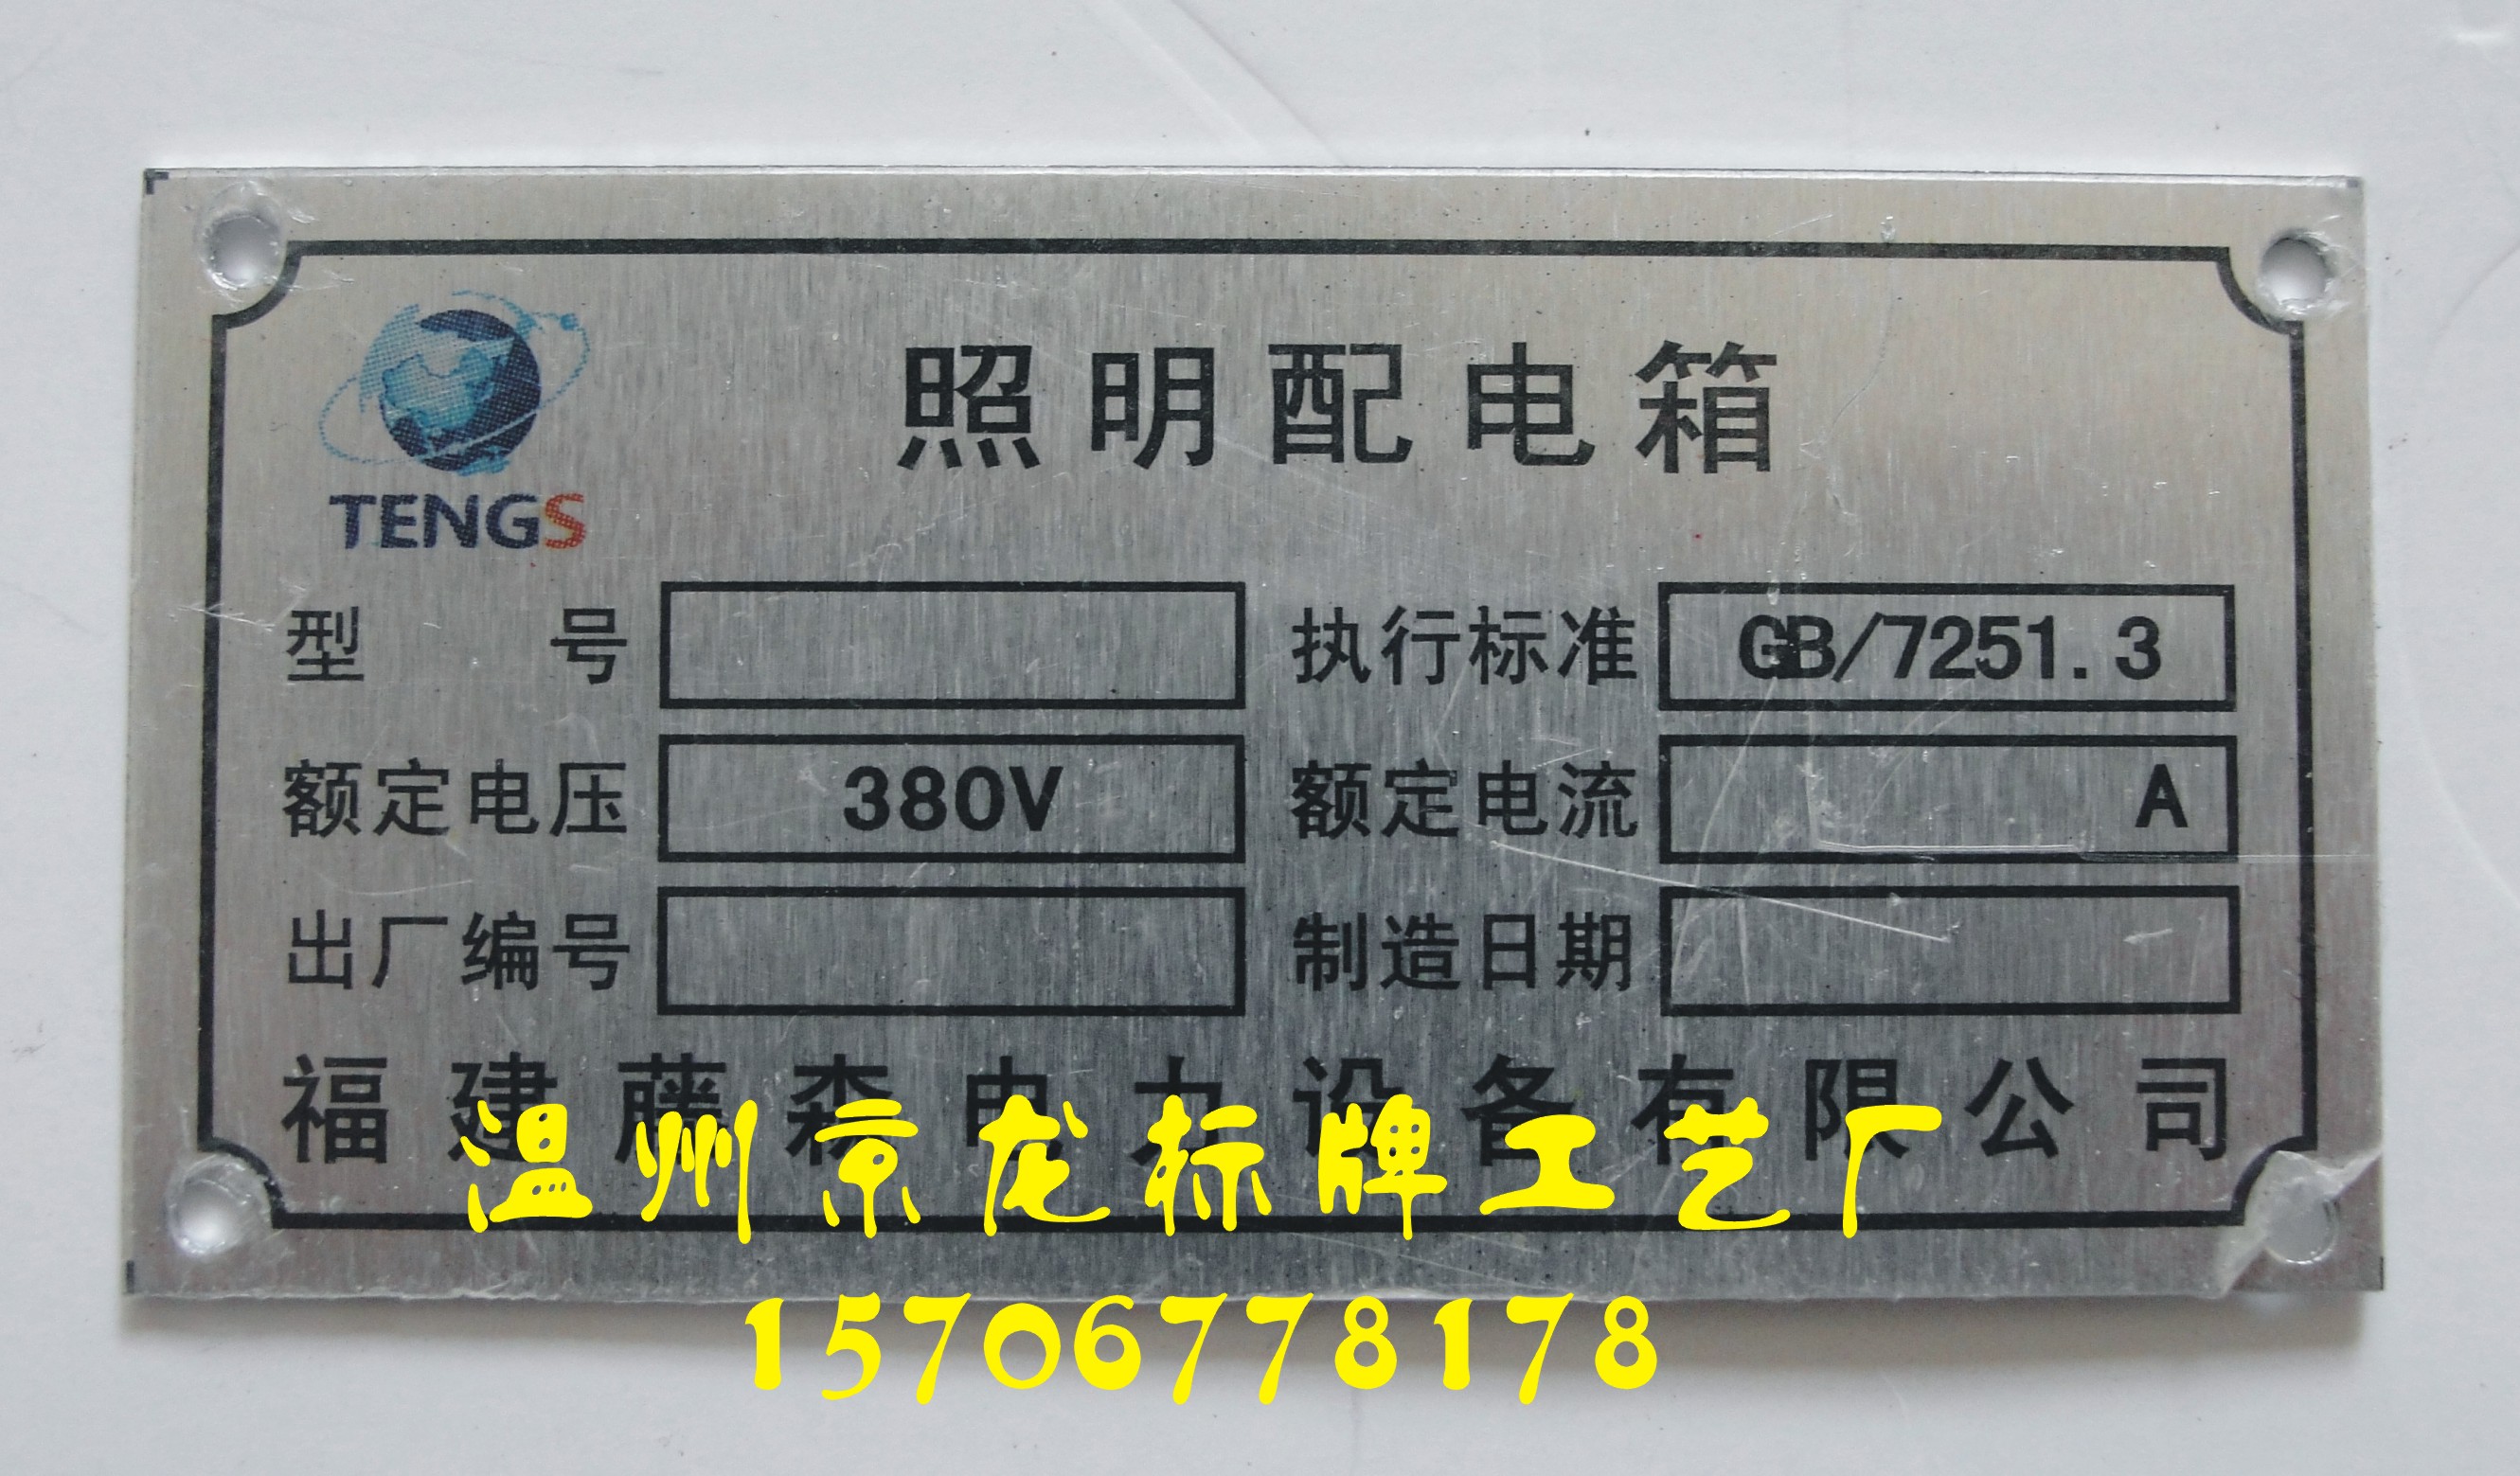 TENGS
照明配电箱
型号 执行标准 GB/7251.3
额定电压 380V 额定电流 A
出厂编号 制造日期
福建藤森电力设备有限公司
温州京龙标牌工艺厂
15706778178